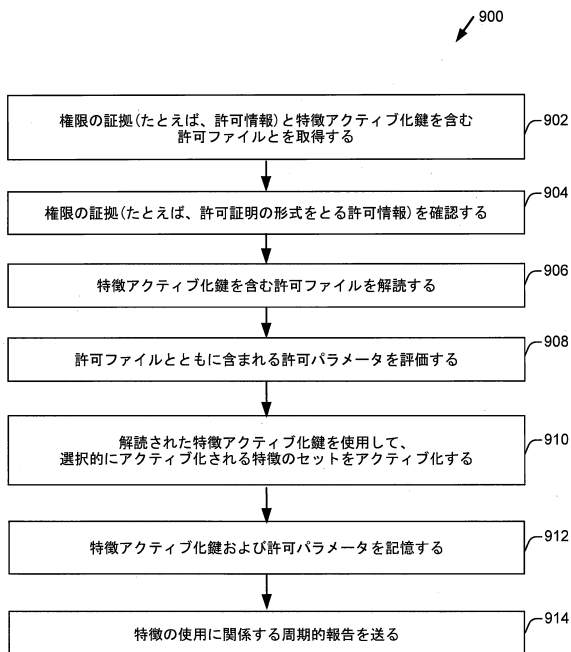 900
権限の証拠(たとえば、許可情報)と特徴アクティブ化鍵を含む
許可ファイルとを取得する
902
権限の証拠(たとえば、許可証明の形式をとる許可情報)を確認する
904
特徴アクティブ化鍵を含む許可ファイルを解読する
906
許可ファイルとともに含まれる許可パラメータを評価する
908
解読された特徴アクティブ化鍵を使用して、
選択的にアクティブ化される特徴のセットをアクティブ化する
910
特徴アクティブ化鍵および許可パラメータを記憶する
912
特徴の使用に関係する周期的報告を送る
914